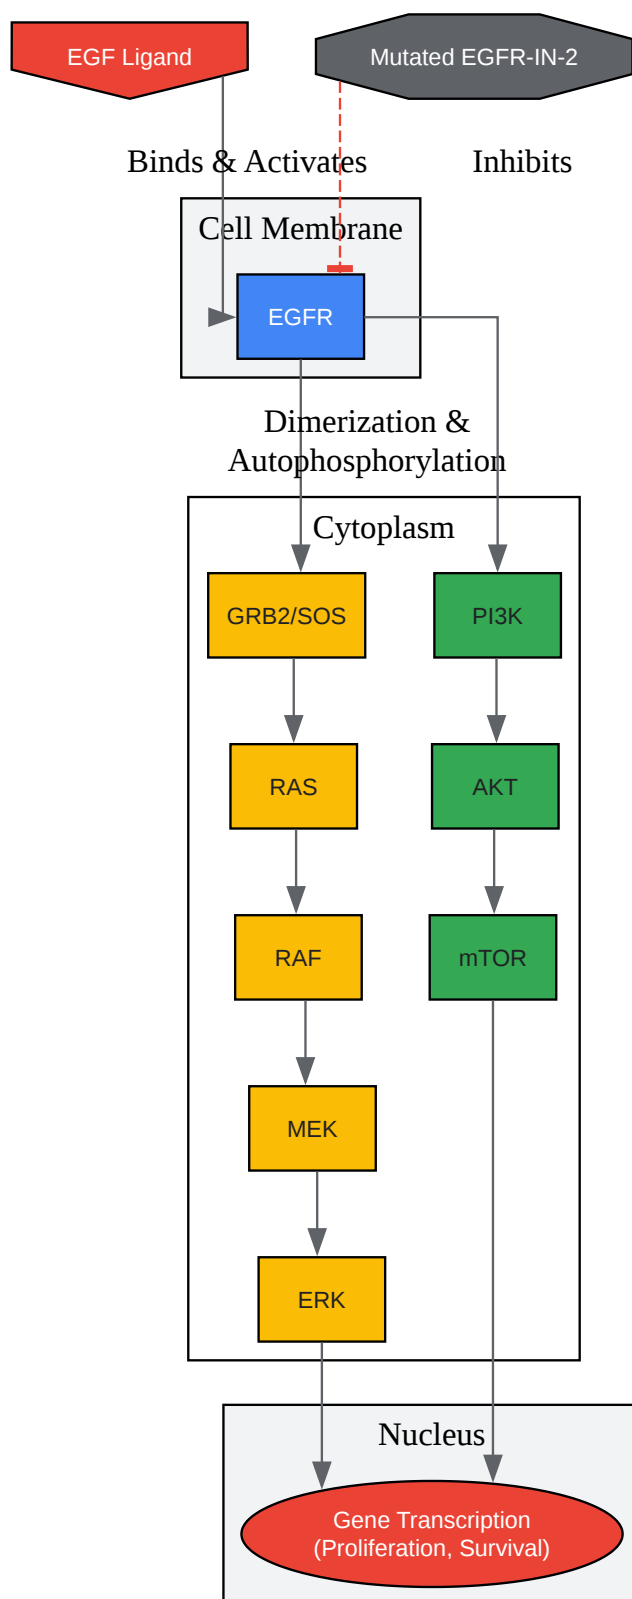 EGF Ligand
Mutated EGFR-IN-2
Binds & Activates
Inhibits
Cell Membrane
EGFR
Dimerization &
Autophosphorylation
Cytoplasm
GRB2/SOS
PI3K
RAS
AKT
RAF
mTOR
MEK
ERK
Nucleus
Gene Transcription
(Proliferation, Survival)